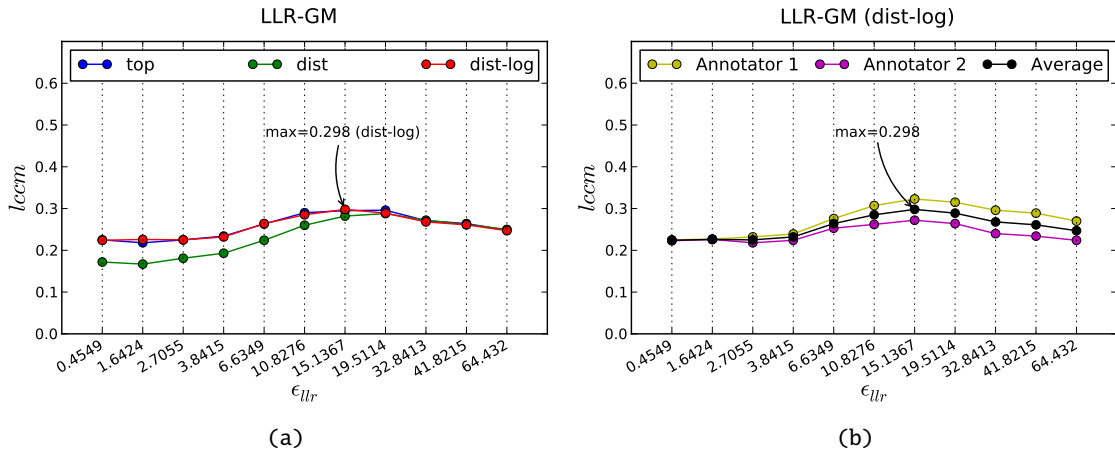 LLR-GM
top dist dist-log
max=0.298 (dist-log)
lccm
0.6
0.5
0.4
0.3
0.2
0.1
0.0
0.4549 1.6424 2.7055 3.8415 6.6349 10.8276 15.1367 19.5114 32.8413 41.8215 64.432
ϵ_llr
(a)
LLR-GM (dist-log)
Annotator 1 Annotator 2 Average
max=0.298
lccm
0.6
0.5
0.4
0.3
0.2
0.1
0.0
0.4549 1.6424 2.7055 3.8415 6.6349 10.8276 15.1367 19.5114 32.8413 41.8215 64.432
ϵ_llr
(b)